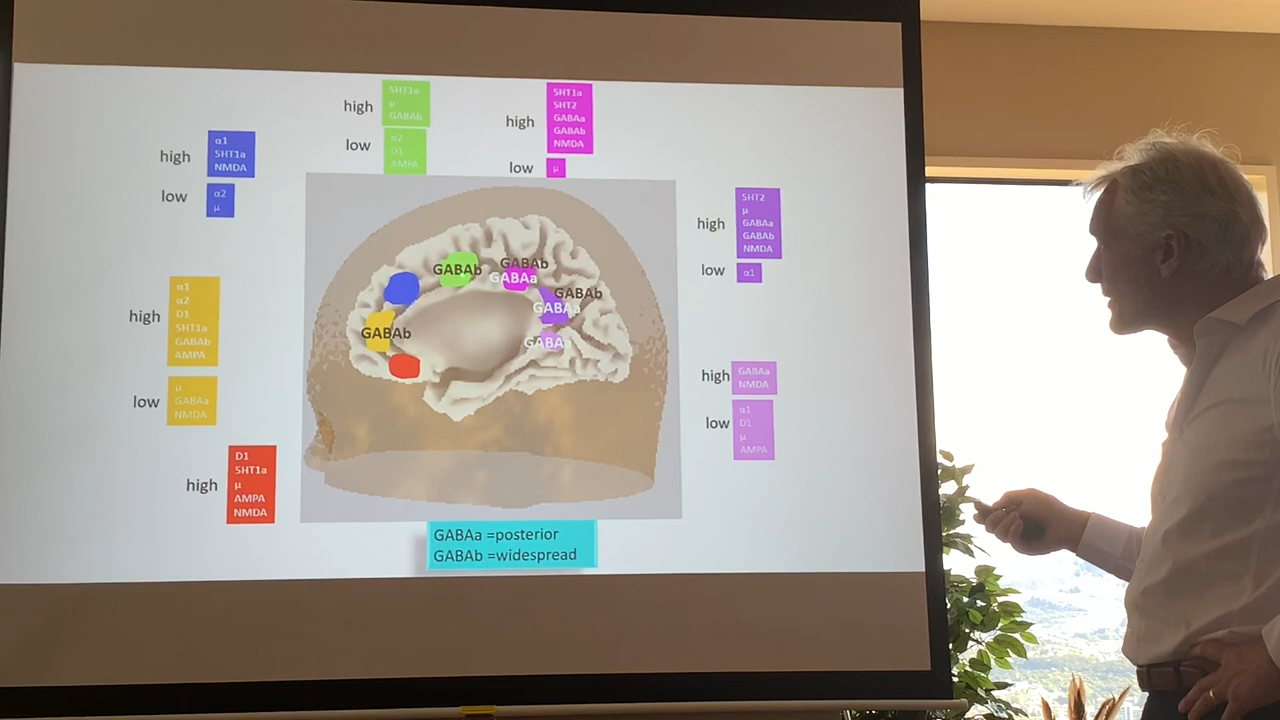 high
5HT1a
μ
GABAb
low
α2
D1
AMPA
high
5HT1a
5HT2
GABAa
GABAb
NMDA
low
μ
high
α1
5HT1a
NMDA
low
α2
μ
high
5HT2
μ
GABAa
GABAb
NMDA
low
α1
GABAb
GABAb
GABAa
GABAb
GABAa
GABAb
GABAa
high
α1
α2
D1
5HT1a
GABAb
AMPA
low
μ
GABAa
NMDA
high
GABAa
NMDA
low
α1
D1
μ
AMPA
high
D1
5HT1a
μ
AMPA
NMDA
GABAa =posterior
GABAb =widespread